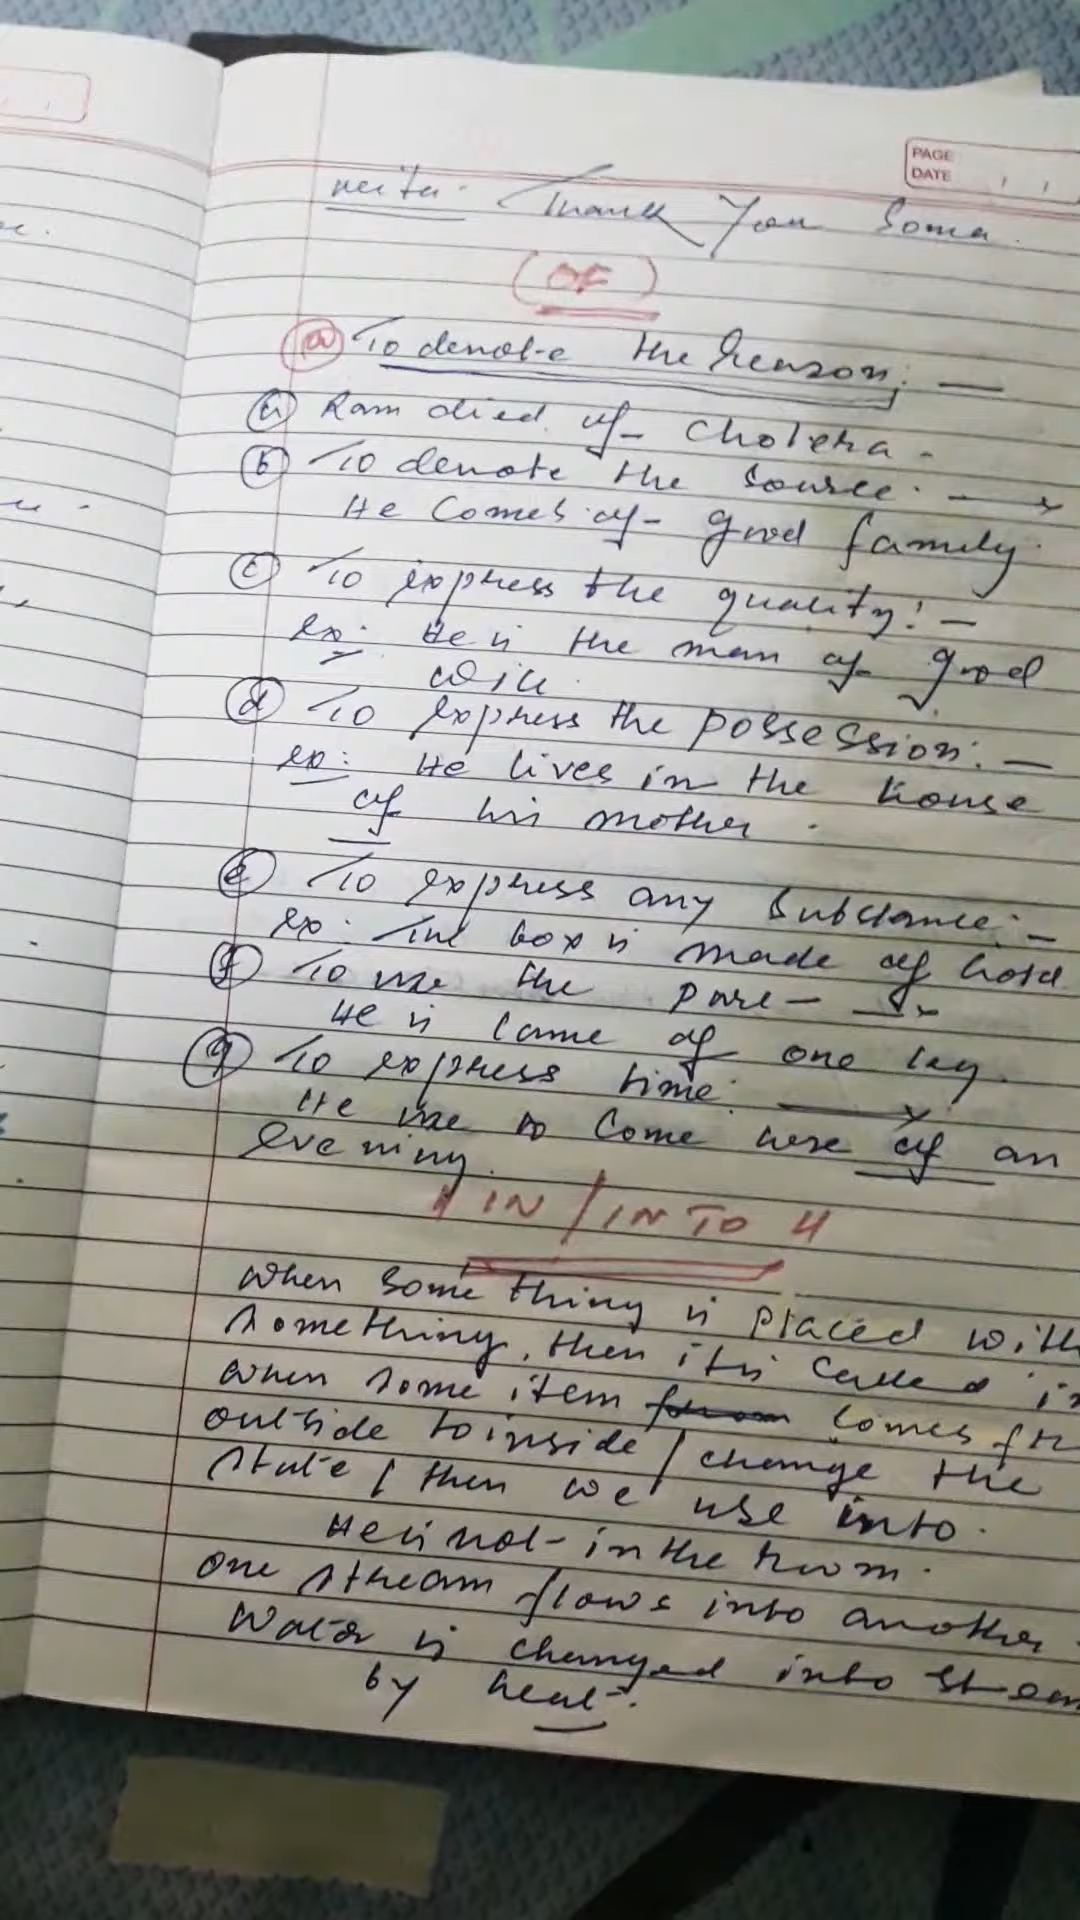 PAGE
DATE
neita. Thank You Soma.
(OF)
(a) To denote the reason: —
(a) Ram died of cholera.
(b) To denote the source. →
He comes of good family.
(c) To express the quality: —
ex: He is the man of good
will.
(d) To express the possession: —
ex: He lives in the house
of his mother.
(e) To express any substance: —
ex: The box is made of Gold
(f) To use the part →
He is lame of one leg.
(g) To express time: →
He use to come here of an
evening.
IN / INTO
when some thing is placed with
something, then it is called in
when some item comes
outside to inside / change the
state / then we use into.
He is not in the room.
one stream flows into another
Water is changed into steam
by heat.